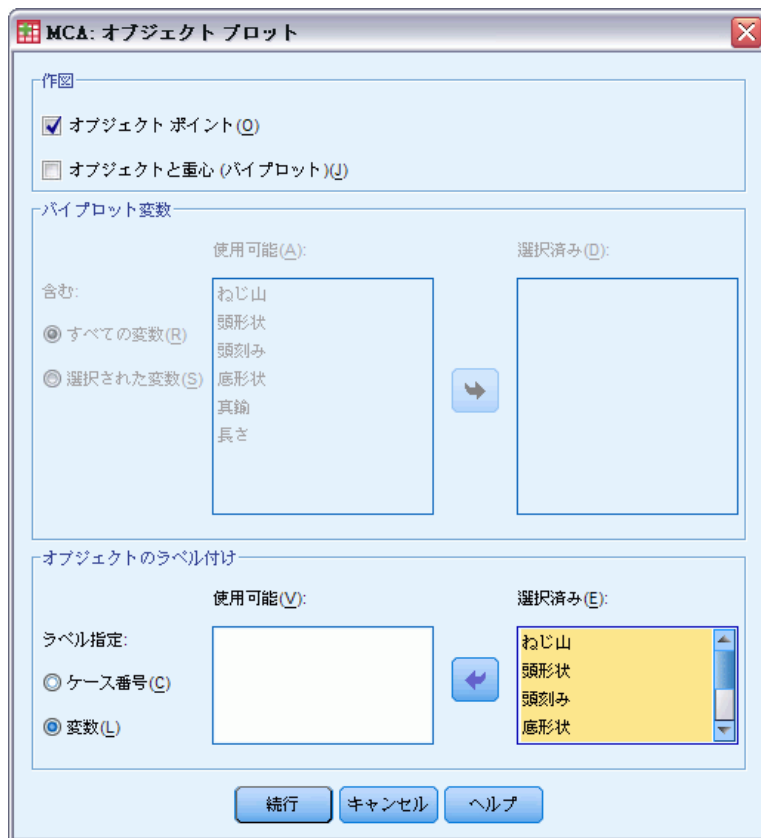 MCA: オブジェクト プロット
作図
オブジェクト ポイント(O)
オブジェクトと重心 (バイプロット)(J)
バイプロット変数
使用可能(A):
選択済み(D):
含む:
すべての変数(R)
選択された変数(S)
ねじ山
頭形状
頭刻み
底形状
真鍮
長さ
オブジェクトのラベル付け
使用可能(V):
選択済み(E):
ラベル指定:
ケース番号(C)
変数(L)
ねじ山
頭形状
頭刻み
底形状
続行
キャンセル
ヘルプ